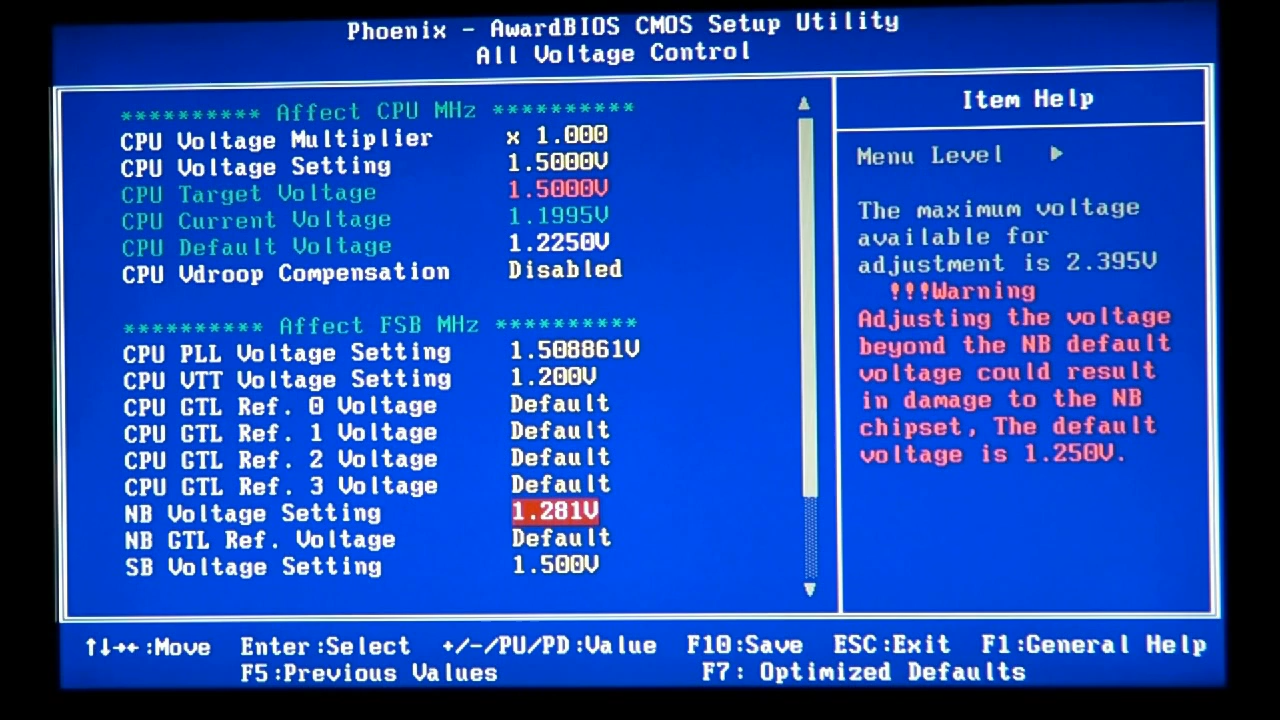 Phoenix - AwardBIOS CMOS Setup Utility
All Voltage Control
********** Affect CPU MHz **********
CPU Voltage Multiplier x 1.000
CPU Voltage Setting 1.5000V
CPU Target Voltage 1.5000V
CPU Current Voltage 1.1995V
CPU Default Voltage 1.2250V
CPU Vdroop Compensation Disabled
********** Affect FSB MHz **********
CPU PLL Voltage Setting 1.508861V
CPU VTT Voltage Setting 1.200V
CPU GTL Ref. 0 Voltage Default
CPU GTL Ref. 1 Voltage Default
CPU GTL Ref. 2 Voltage Default
CPU GTL Ref. 3 Voltage Default
NB Voltage Setting 1.281V
NB GTL Ref. Voltage Default
SB Voltage Setting 1.500V
Item Help
Menu Level ►
The maximum voltage
available for
adjustment is 2.395V
!!!Warning
Adjusting the voltage
beyond the NB default
voltage could result
in damage to the NB
chipset, The default
voltage is 1.250V.
↑↓→←:Move Enter:Select +/-/PU/PD:Value F10:Save ESC:Exit F1:General Help
F5:Previous Values F7: Optimized Defaults